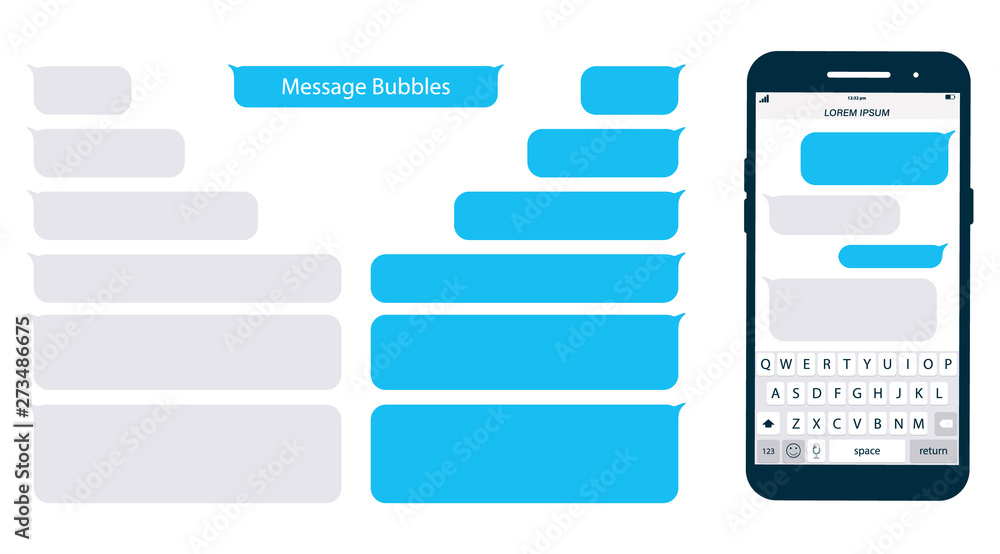 Message Bubbles
12:32 pm
LOREM IPSUM
Q W E R T Y U I O P
A S D F G H J K L
Z X C V B N M
123 space return
Adobe Stock | #273486675
Adobe Stock